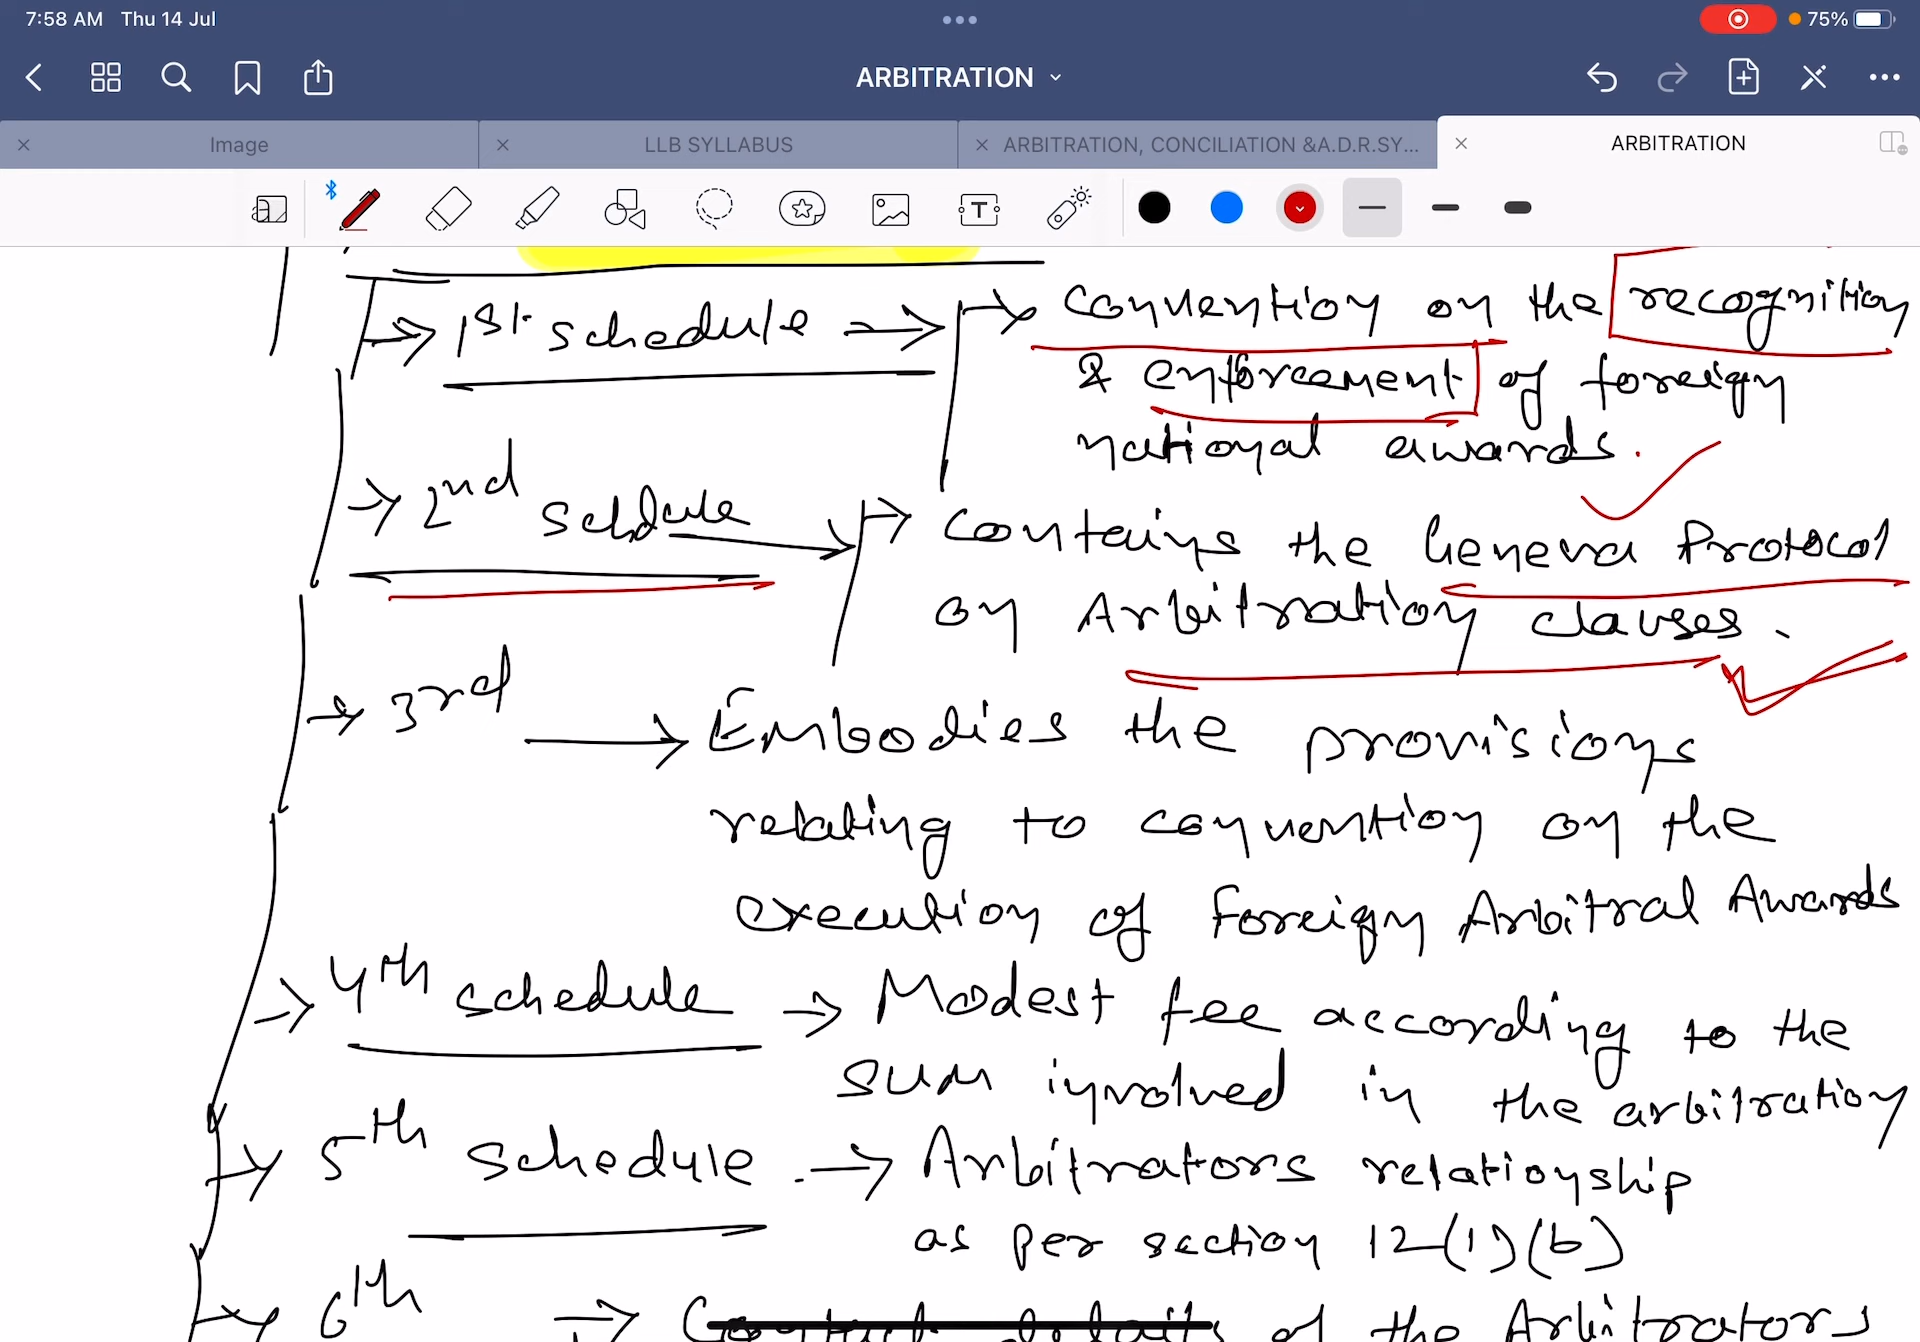 7:58 AM Thu 14 Jul
75%
ARBITRATION
Image
LLB SYLLABUS
ARBITRATION, CONCILIATION &A.D.R.SY...
ARBITRATION
1st schedule → Convention on the recognition
& enforcement of foreign
national awards.
→ 2nd
→ Contains the Geneva Protocol
on Arbitration clauses.
→ 3rd → Embodies the provisions
relating to convention on the
execution of Foreign Arbitral Awards
→ 4th schedule → Modest fee according to the
sum involved in the arbitration
→ 5th schedule → Arbitrators relationship
as per section 12(1)(b)
→ 6th → Contact details of the Arbitrators